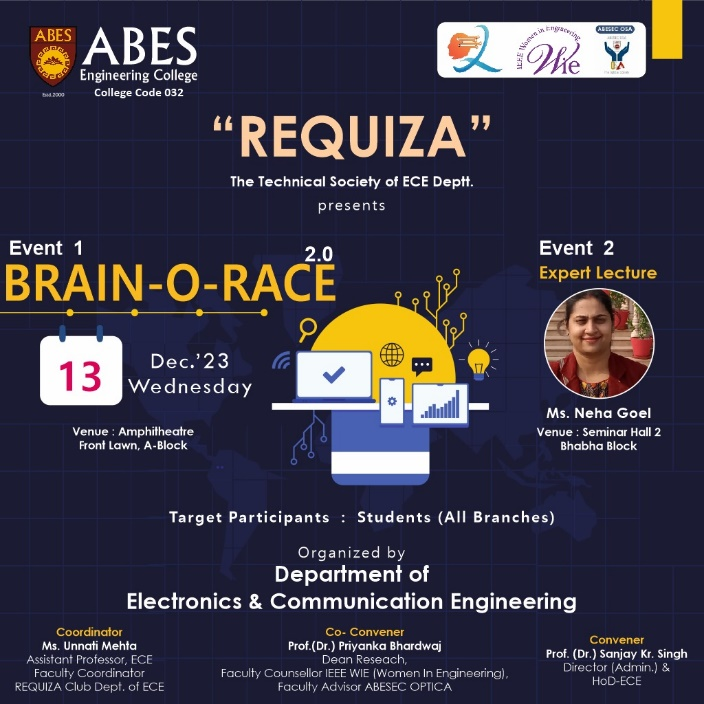 ABES
Estd.2000
ABES
Engineering College
College Code 032
IEEE Women in Engineering
WIE
ABESEC OSA
“REQUIZA”
The Technical Society of ECE Deptt.
presents
Event 1
BRAIN-O-RACE 2.0
13
Dec.’23
Wednesday
Venue : Amphitheatre
Front Lawn, A-Block
Event 2
Expert Lecture
Ms. Neha Goel
Venue : Seminar Hall 2
Bhabha Block
Target Participants : Students (All Branches)
Organized by
Department of
Electronics & Communication Engineering
Coordinator
Ms. Unnati Mehta
Assistant Professor, ECE
Faculty Coordinator
REQUIZA Club Dept. of ECE
Co- Convener
Prof.(Dr.) Priyanka Bhardwaj
Dean Reseach,
Faculty Counsellor IEEE WIE (Women In Engineering),
Faculty Advisor ABESEC OPTICA
Convener
Prof. (Dr.) Sanjay Kr. Singh
Director (Admin.) &
HoD-ECE